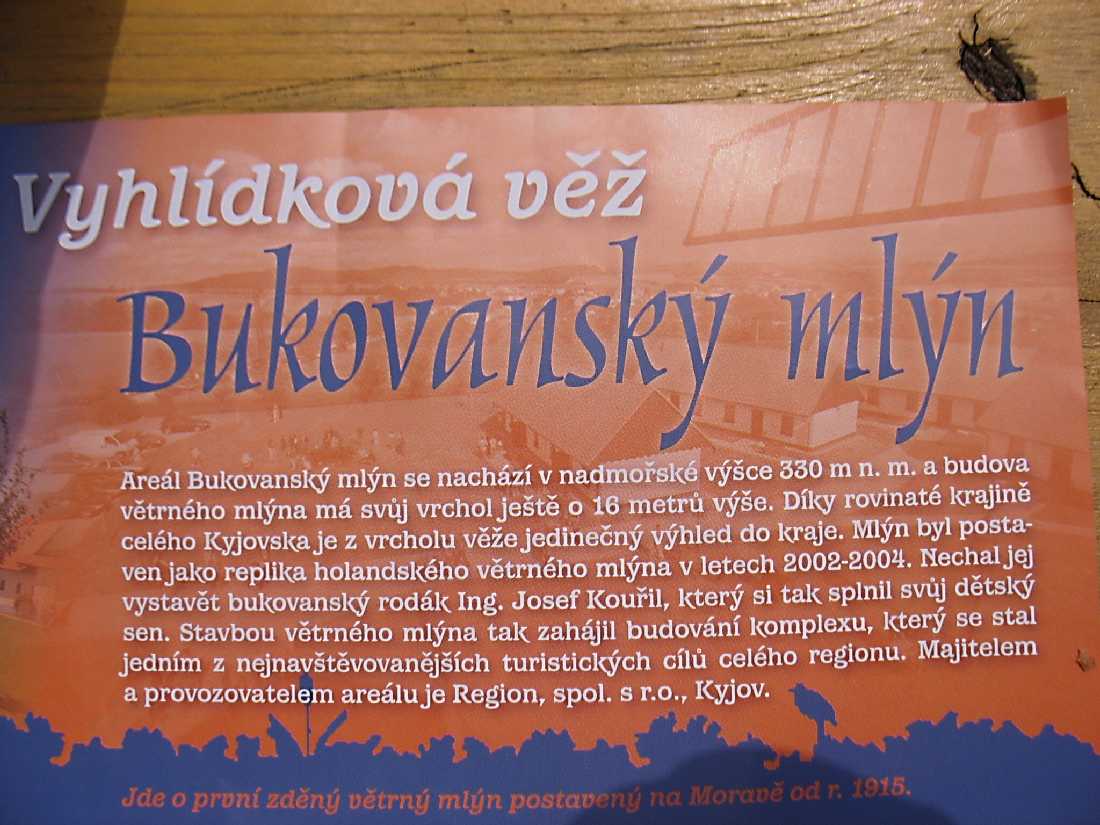 Vyhlídková věž
Bukovanský mlýn
Areál Bukovanský mlýn se nachází v nadmořské výšce 330 m n. m. a budova
větrného mlýna má svůj vrchol ještě o 16 metrů výše. Díky rovinaté krajině
celého Kyjovska je z vrcholu věže jedinečný výhled do kraje. Mlýn byl posta-
ven jako replika holandského větrného mlýna v letech 2002-2004. Nechal jej
vystavět bukovanský rodák Ing. Josef Kouřil, který si tak splnil svůj dětský
sen. Stavbou větrného mlýna tak zahájil budování komplexu, který se stal
jedním z nejnavštěvovanějších turistických cílů celého regionu. Majitelem
a provozovatelem areálu je Region, spol. s r.o., Kyjov.
Jde o první zděný větrný mlýn postavený na Moravě od r. 1915.